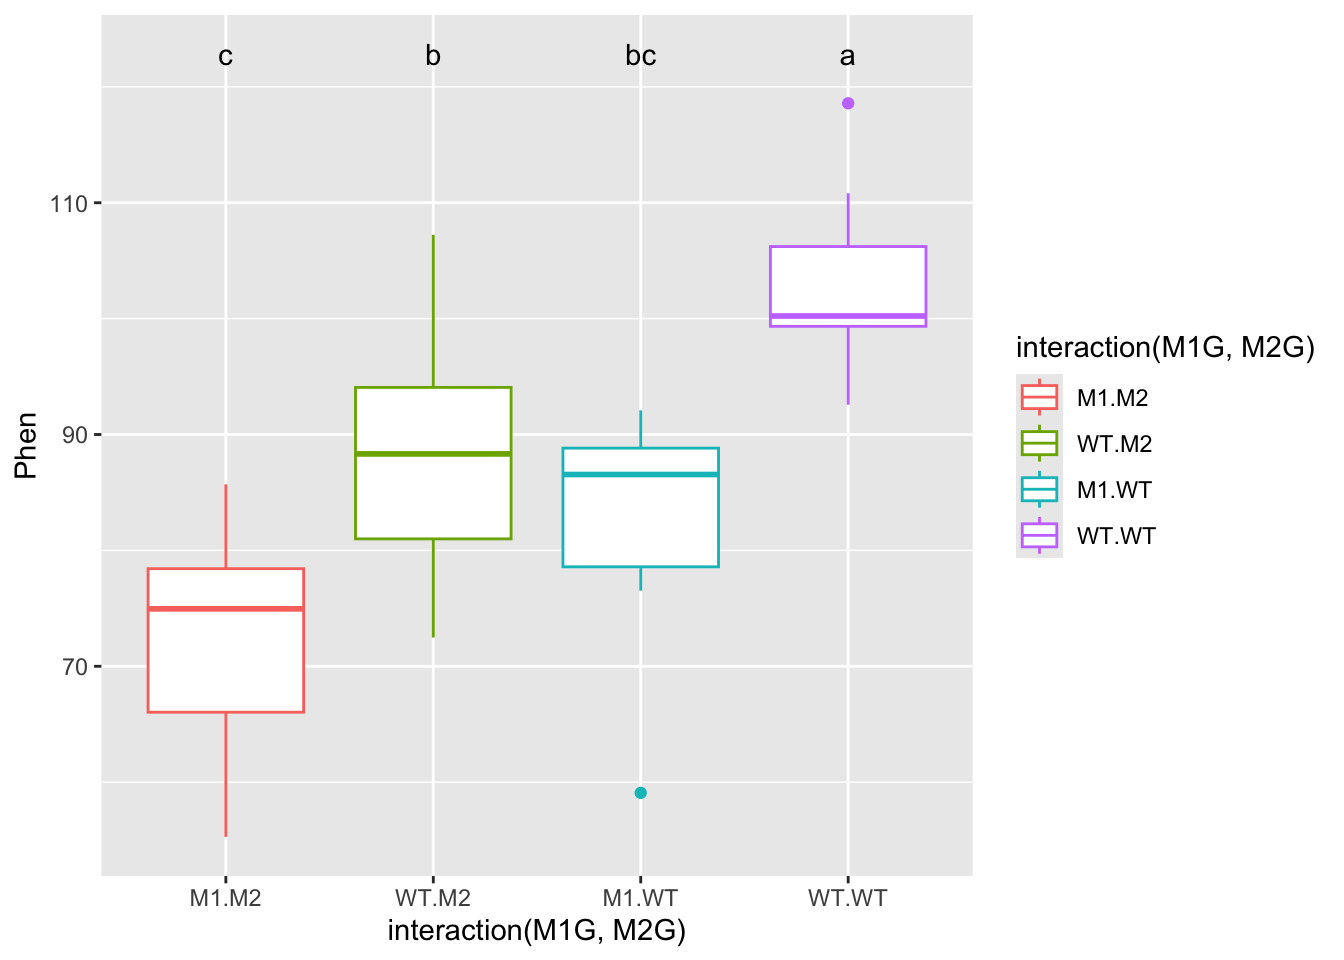 c b bc a
110
90
70
Phen
M1.M2 WT.M2 M1.WT WT.WT
interaction(M1G, M2G)
interaction(M1G, M2G)
M1.M2
WT.M2
M1.WT
WT.WT